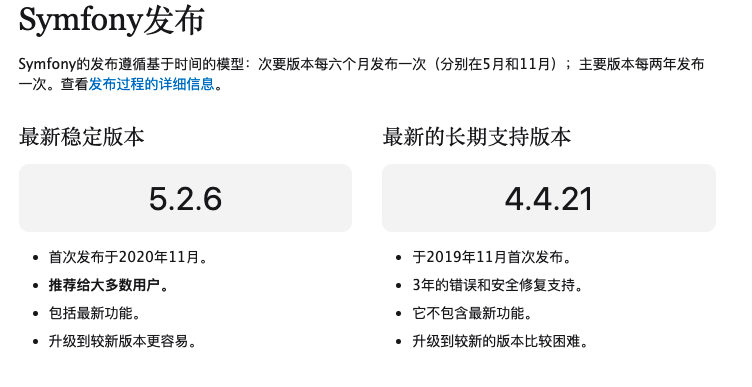 Symfony发布
Symfony的发布遵循基于时间的模型：次要版本每六个月发布一次（分别在5月和11月）；主要版本每两年发布
一次。查看发布过程的详细信息。
最新稳定版本
5.2.6
• 首次发布于2020年11月。
• 推荐给大多数用户。
• 包括最新功能。
• 升级到较新版本更容易。
最新的长期支持版本
4.4.21
• 于2019年11月首次发布。
• 3年的错误和安全修复支持。
• 它不包含最新功能。
• 升级到较新的版本比较困难。